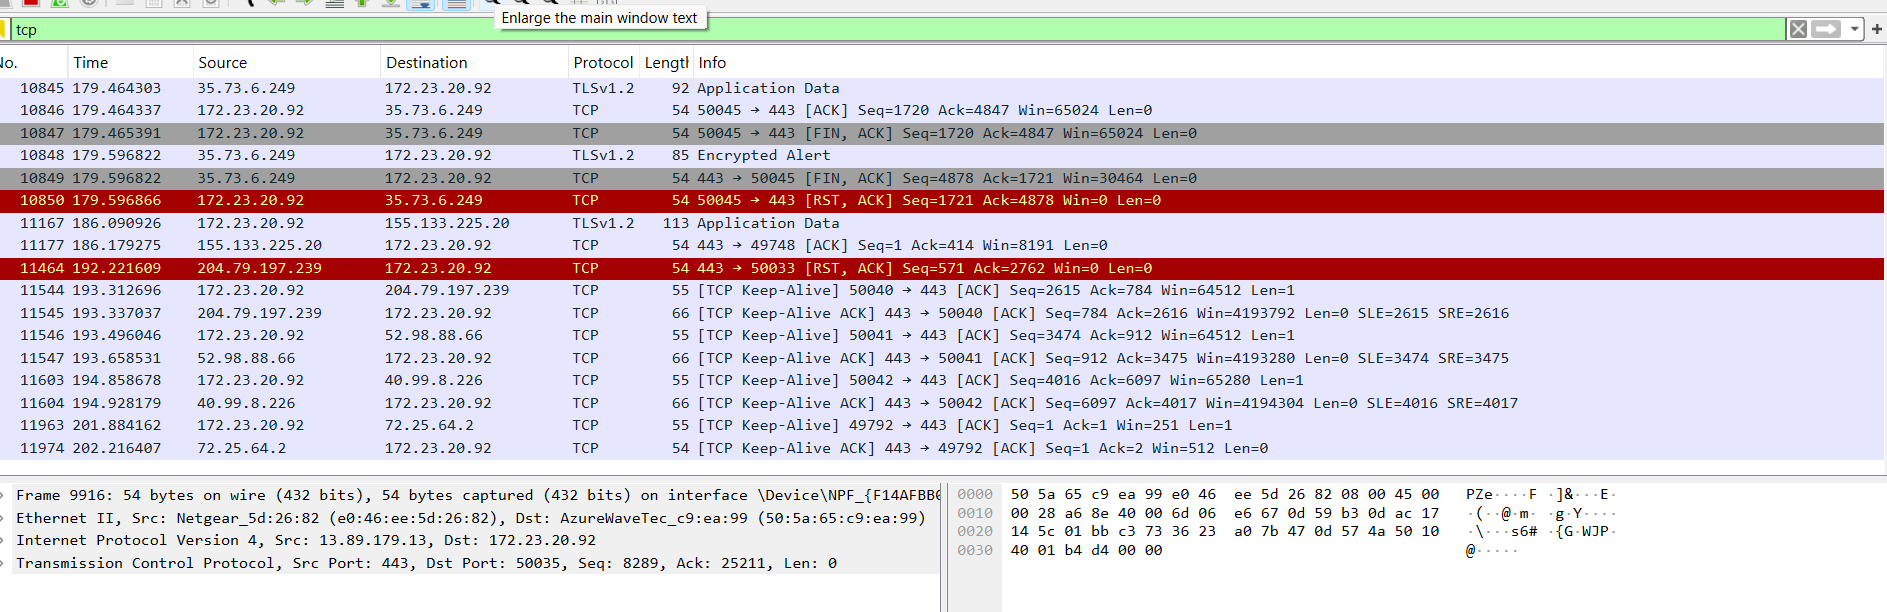 Enlarge the main window text
tcp
No. Time Source Destination Protocol Length Info
10845 179.464303 35.73.6.249 172.23.20.92 TLSv1.2 92 Application Data
10846 179.464337 172.23.20.92 35.73.6.249 TCP 54 50045 → 443 [ACK] Seq=1720 Ack=4847 Win=65024 Len=0
10847 179.465391 172.23.20.92 35.73.6.249 TCP 54 50045 → 443 [FIN, ACK] Seq=1720 Ack=4847 Win=65024 Len=0
10848 179.596822 35.73.6.249 172.23.20.92 TLSv1.2 85 Encrypted Alert
10849 179.596822 35.73.6.249 172.23.20.92 TCP 54 443 → 50045 [FIN, ACK] Seq=4878 Ack=1721 Win=30464 Len=0
10850 179.596866 172.23.20.92 35.73.6.249 TCP 54 50045 → 443 [RST, ACK] Seq=1721 Ack=4878 Win=0 Len=0
11167 186.090926 172.23.20.92 155.133.225.20 TLSv1.2 113 Application Data
11177 186.179275 155.133.225.20 172.23.20.92 TCP 54 443 → 49748 [ACK] Seq=1 Ack=414 Win=8191 Len=0
11464 192.221609 204.79.197.239 172.23.20.92 TCP 54 443 → 50033 [RST, ACK] Seq=571 Ack=2762 Win=0 Len=0
11544 193.312696 172.23.20.92 204.79.197.239 TCP 55 [TCP Keep-Alive] 50040 → 443 [ACK] Seq=2615 Ack=784 Win=64512 Len=1
11545 193.337037 204.79.197.239 172.23.20.92 TCP 66 [TCP Keep-Alive ACK] 443 → 50040 [ACK] Seq=784 Ack=2616 Win=4193792 Len=0 SLE=2615 SRE=2616
11546 193.496046 172.23.20.92 52.98.88.66 TCP 55 [TCP Keep-Alive] 50041 → 443 [ACK] Seq=3474 Ack=912 Win=64512 Len=1
11547 193.658531 52.98.88.66 172.23.20.92 TCP 66 [TCP Keep-Alive ACK] 443 → 50041 [ACK] Seq=912 Ack=3475 Win=4193280 Len=0 SLE=3474 SRE=3475
11603 194.858678 172.23.20.92 40.99.8.226 TCP 55 [TCP Keep-Alive] 50042 → 443 [ACK] Seq=4016 Ack=6097 Win=65280 Len=1
11604 194.928179 40.99.8.226 172.23.20.92 TCP 66 [TCP Keep-Alive ACK] 443 → 50042 [ACK] Seq=6097 Ack=4017 Win=4194304 Len=0 SLE=4016 SRE=4017
11963 201.884162 172.23.20.92 72.25.64.2 TCP 55 [TCP Keep-Alive] 49792 → 443 [ACK] Seq=1 Ack=1 Win=251 Len=1
11974 202.216407 72.25.64.2 172.23.20.92 TCP 54 [TCP Keep-Alive ACK] 443 → 49792 [ACK] Seq=1 Ack=2 Win=512 Len=0
Frame 9916: 54 bytes on wire (432 bits), 54 bytes captured (432 bits) on interface \Device\NPF_{F14AFBB0
Ethernet II, Src: Netgear_5d:26:82 (e0:46:ee:5d:26:82), Dst: AzureWaveTec_c9:ea:99 (50:5a:65:c9:ea:99)
Internet Protocol Version 4, Src: 13.89.179.13, Dst: 172.23.20.92
Transmission Control Protocol, Src Port: 443, Dst Port: 50035, Seq: 8289, Ack: 25211, Len: 0
0000 50 5a 65 c9 ea 99 e0 46 ee 5d 26 82 08 00 45 00 PZe····F ·]&···E·
0010 00 28 a6 8e 40 00 6d 06 e6 67 0d 59 b3 0d ac 17 ·(··@·m· ·g·Y····
0020 14 5c 01 bb c3 73 36 23 a0 7b 47 0d 57 4a 50 10 ·\···s6# ·{G·WJP·
0030 40 01 b4 d4 00 00 @·····